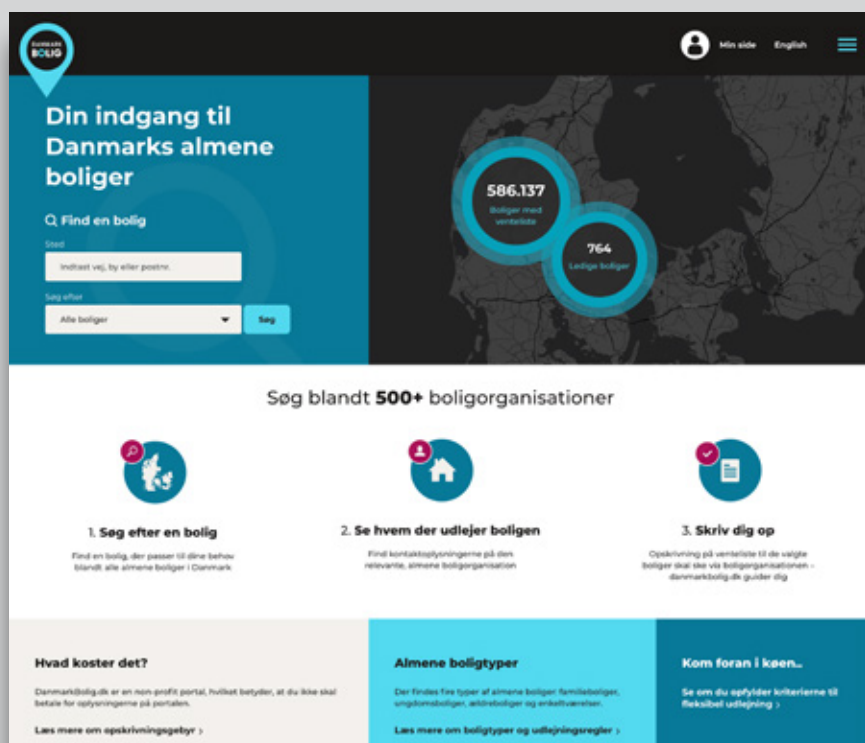 DANMARK
BOLIG
Min side
English
Din indgang til
Danmarks almene
boliger
Find en bolig
Sted
Indtast vej, by eller postnr.
Søg efter
Alle boliger
Søg
586.137
Boliger med
venteliste
764
Ledige boliger
Søg blandt 500+ boligorganisationer
1. Søg efter en bolig
Find en bolig, der passer til dine behov
blandt alle almene boliger i Danmark
2. Se hvem der udlejer boligen
Find kontaktoplysningerne på den
relevante, almene boligorganisation
3. Skriv dig op
Opskrivning på venteliste til de valgte
boliger skal ske via boligorganisationen –
danmarkbolig.dk guider dig
Hvad koster det?
DanmarkBolig.dk er en non-profit portal, hvilket betyder, at du ikke skal
betale for oplysningerne på portalen.
Læs mere om opskrivningsgebyr >
Almene boligtyper
Der findes fire typer af almene boliger: familieboliger,
ungdomsboliger, ældreboliger og enkeltværelser.
Læs mere om boligtyper og udlejningsregler >
Kom foran i køen...
Se om du opfylder kriterierne til
fleksibel udlejning >